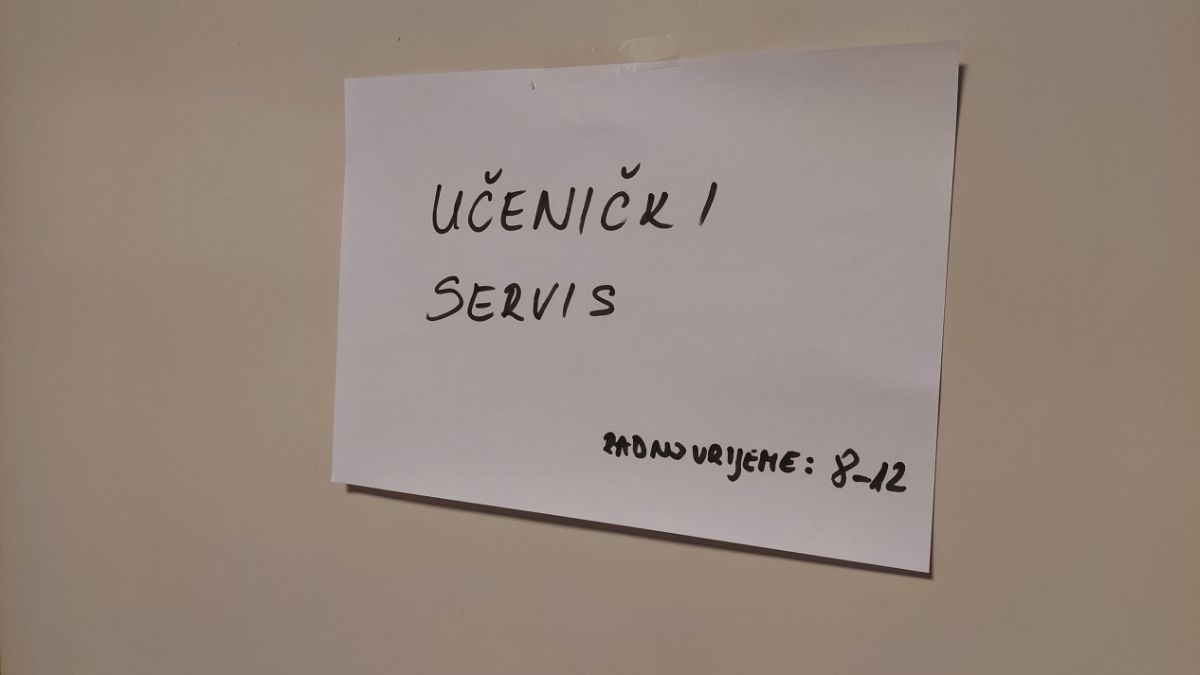 UČENIČKI
SERVIS
RADNO VRIJEME: 8-12